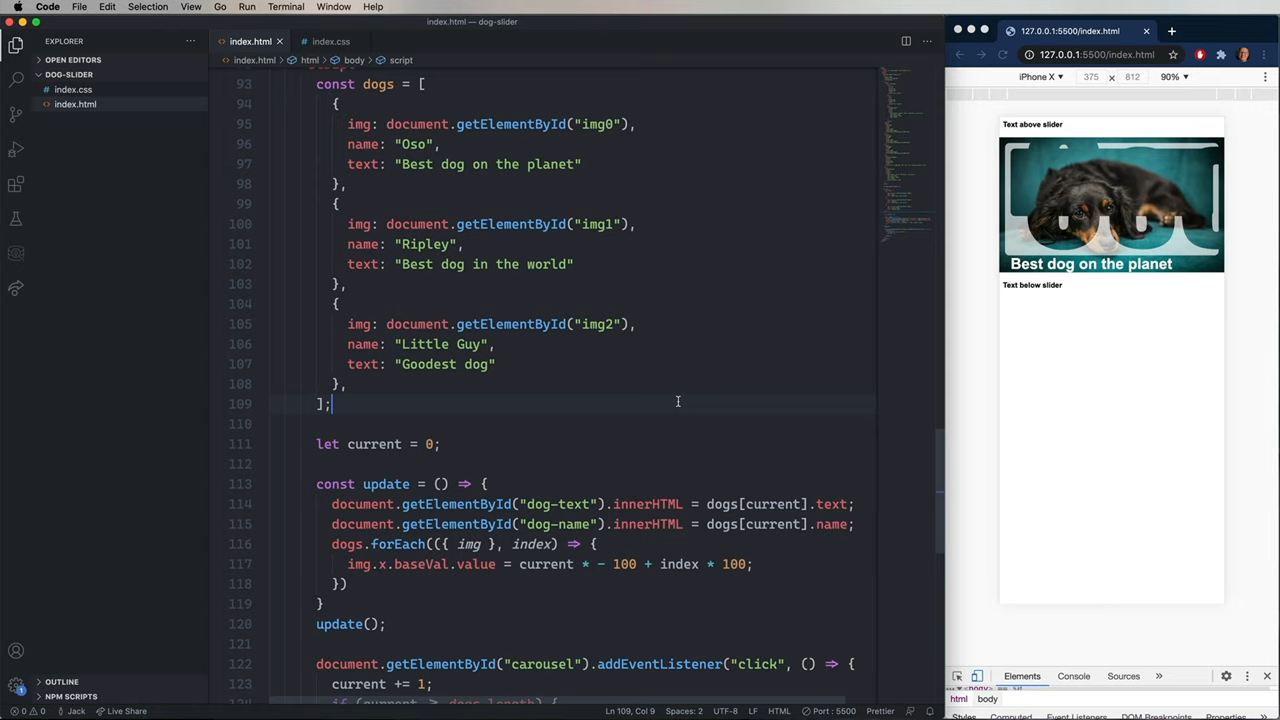 Code File Edit Selection View Go Run Terminal Window Help
index.html — dog-slider
127.0.0.1:5500/index.html
EXPLORER
index.html
index.css
127.0.0.1:5500/index.html
OPEN EDITORS
index.html > html > body > script
DOG-SLIDER
iPhone X 375 × 812 90%
index.css
index.html
93 const dogs = [
94 {
95 img: document.getElementById("img0"),
96 name: "Oso",
97 text: "Best dog on the planet"
98 },
99 {
100 img: document.getElementById("img1"),
101 name: "Ripley",
102 text: "Best dog in the world"
103 },
104 {
105 img: document.getElementById("img2"),
106 name: "Little Guy",
107 text: "Goodest dog"
108 },
109 ];
110
111 let current = 0;
112
113 const update = () => {
114 document.getElementById("dog-text").innerHTML = dogs[current].text;
115 document.getElementById("dog-name").innerHTML = dogs[current].name;
116 dogs.forEach(({ img }, index) => {
117 img.x.baseVal.value = current * - 100 + index * 100;
118 })
119 }
120 update();
121
122 document.getElementById("carousel").addEventListener("click", () => {
123 current += 1;
Text above slider
Best dog on the planet
Text below slider
Elements Console Sources »
<body>
html body
Styles Computed Event Listeners DOM Breakpoints Properties
OUTLINE
NPM SCRIPTS
0 0 Jack Live Share
Ln 109, Col 9 Spaces: 2 UTF-8 LF HTML Port : 5500 Prettier